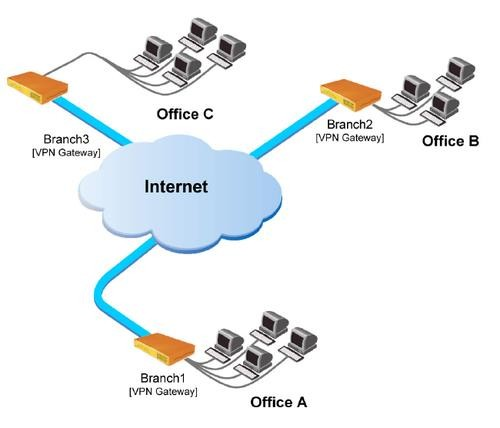 Office C
Branch3
[VPN Gateway]
Branch2
[VPN Gateway]
Office B
Internet
Branch1
[VPN Gateway]
Office A